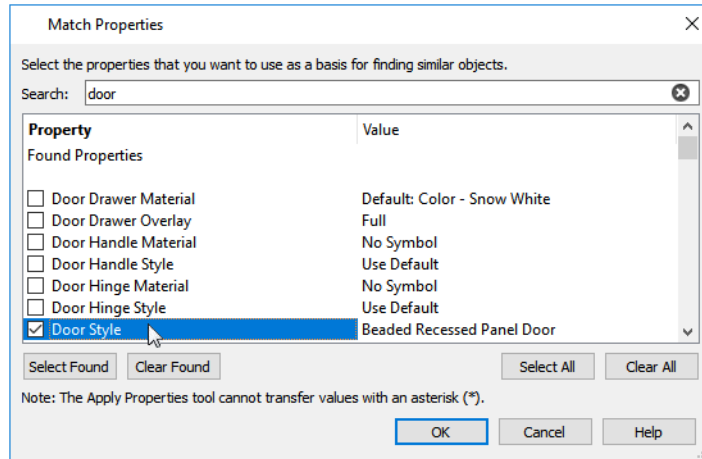 Match Properties
Select the properties that you want to use as a basis for finding similar objects.
Search: door
Property Value
Found Properties
Door Drawer Material Default: Color - Snow White
Door Drawer Overlay Full
Door Handle Material No Symbol
Door Handle Style Use Default
Door Hinge Material No Symbol
Door Hinge Style Use Default
Door Style Beaded Recessed Panel Door
Select Found Clear Found Select All Clear All
Note: The Apply Properties tool cannot transfer values with an asterisk (*).
OK Cancel Help